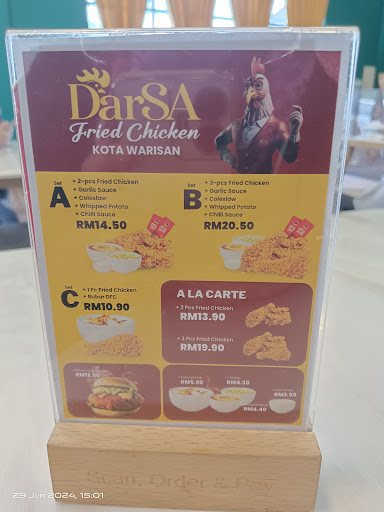 DarSA
Fried Chicken
KOTA WARISAN
Set
A
+ 2-pcs Fried Chicken
+ Garlic Sauce
+ Coleslaw
+ Whipped Potato
+ Chilli Sauce
RM14.50
Set
B
+ 3-pcs Fried Chicken
+ Garlic Sauce
+ Coleslaw
+ Whipped Potato
+ Chilli Sauce
RM20.50
Set
C
+ 1 Pc Fried Chicken
+ Bubur DFC
RM10.90
A LA CARTE
+ 2 Pcs Fried Chicken
RM13.90
+ 3 Pcs Fried Chicken
RM19.90
RM15.50
RM5.90
RM4.30
RM4.40
Scan, Order & Pay
29 Jun 2024, 15:01